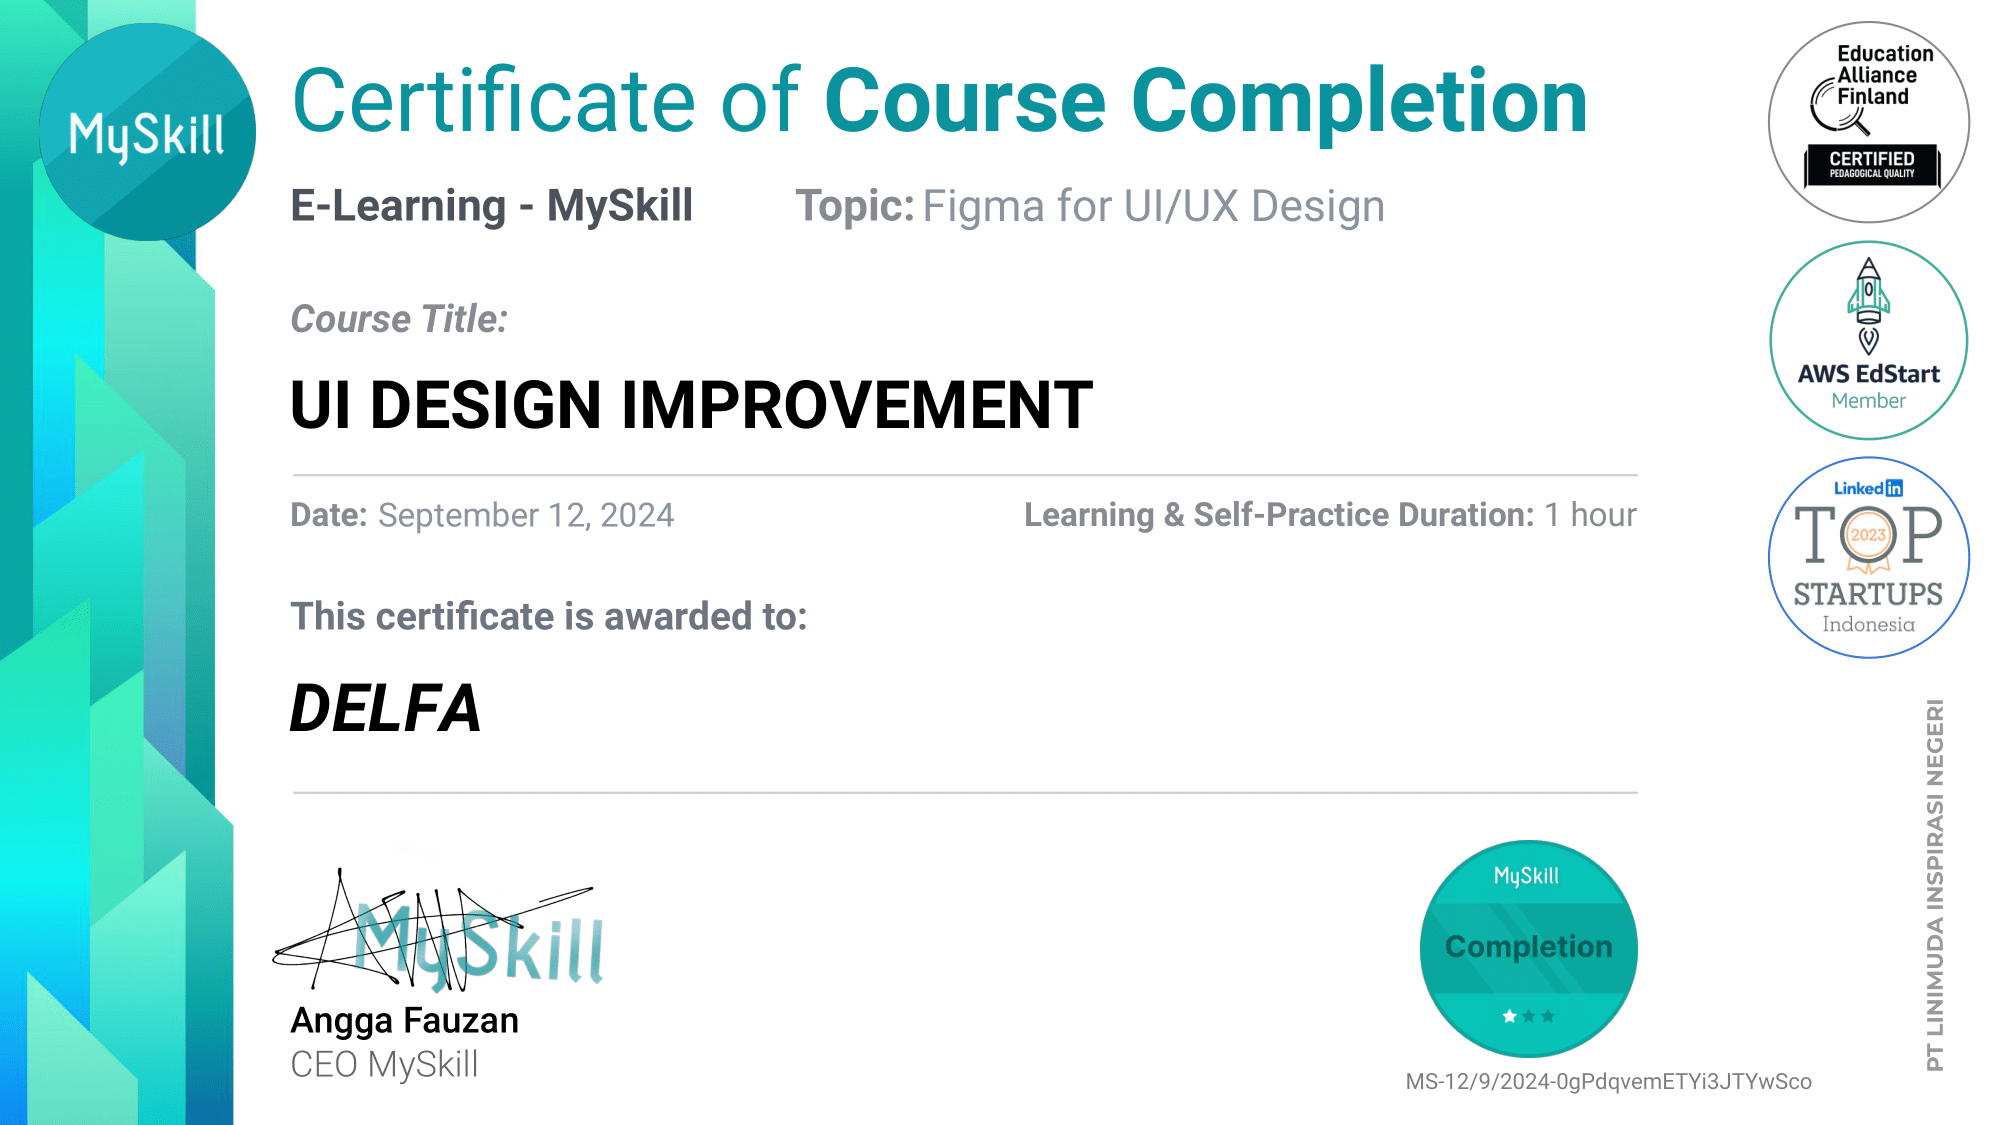 MySkill
Certificate of Course Completion
E-Learning - MySkill
Topic: Figma for UI/UX Design
Course Title:
UI DESIGN IMPROVEMENT
Date: September 12, 2024
Learning & Self-Practice Duration: 1 hour
This certificate is awarded to:
DELFA
MySkill
Angga Fauzan
CEO MySkill
MySkill
Completion
MS-12/9/2024-0gPdqvemETYi3JTYwSco
Education
Alliance
Finland
CERTIFIED
PEDAGOGICAL QUALITY
AWS EdStart
Member
Linked in
TOP
2023
STARTUPS
Indonesia
PT LINIMUDA INSPIRASI NEGERI